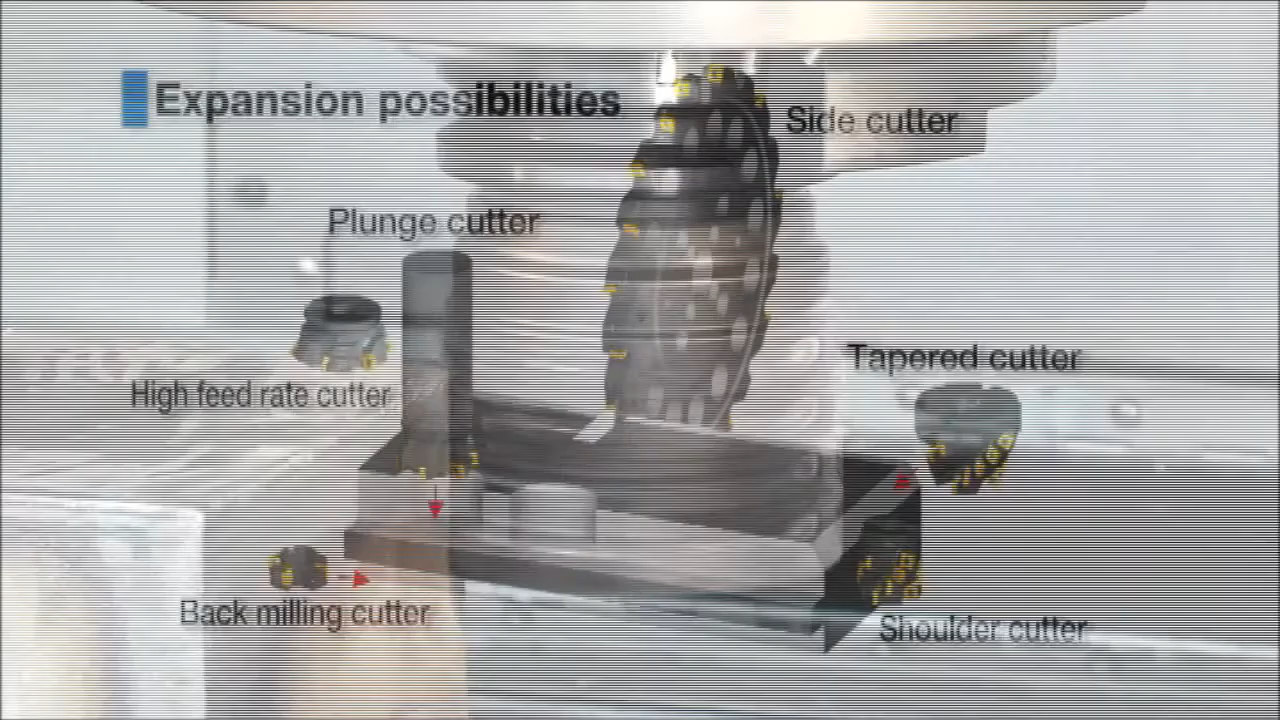 Expansion possibilities
Side cutter
Plunge cutter
Tapered cutter
High feed rate cutter
Back milling cutter
Shoulder cutter